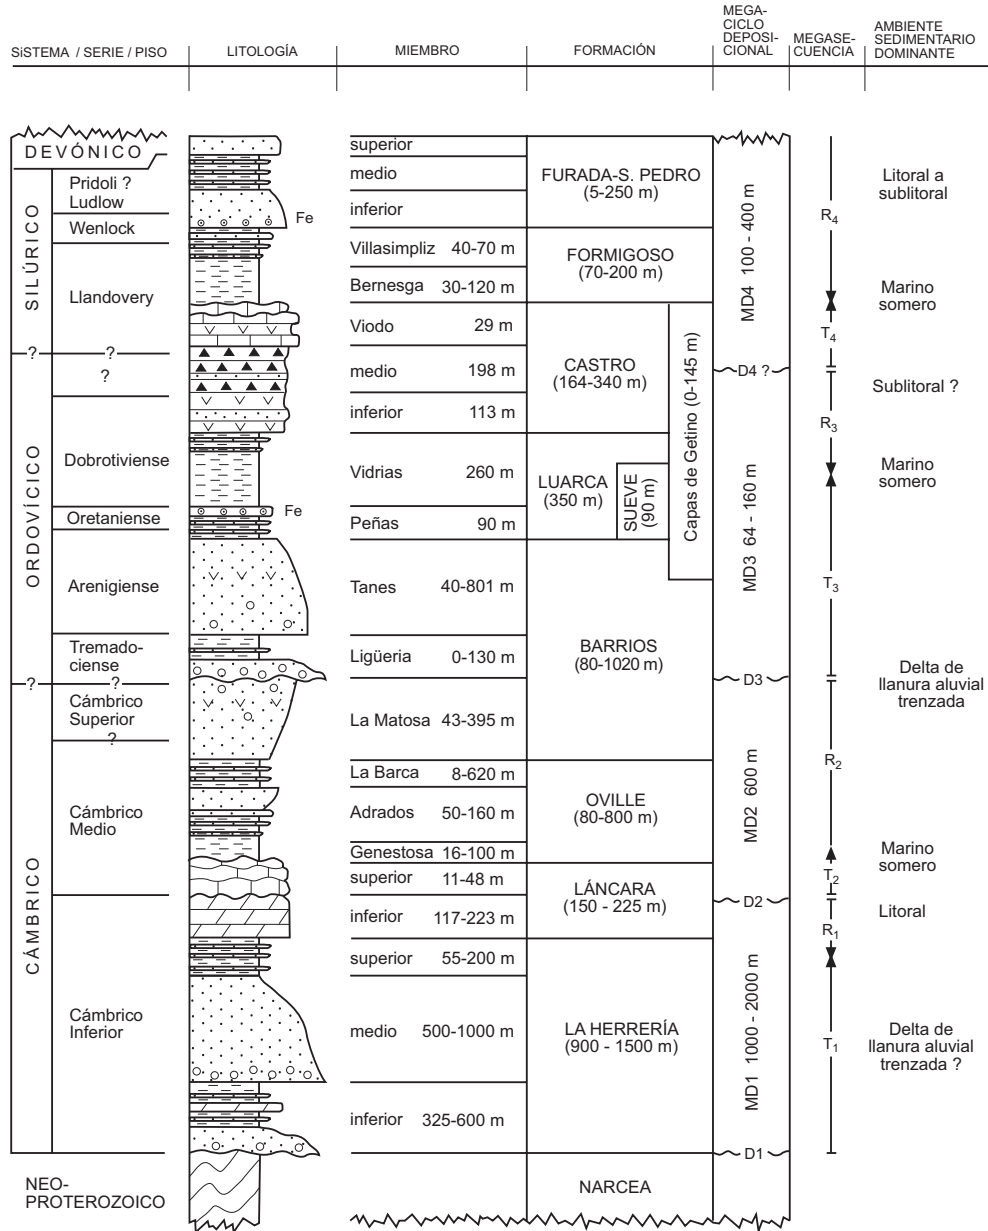 SiSTEMA / SERIE / PISO
LITOLOGÍA
MIEMBRO
FORMACIÓN
MEGA-
CICLO
DEPOSI-
CIONAL
MEGASE-
CUENCIA
AMBIENTE
SEDIMENTARIO
DOMINANTE
DEVÓNICO
SILÚRICO
Pridoli ?
Ludlow
Wenlock
Llandovery
? ?
ORDOVÍCICO
?
Dobrotiviense
Oretaniense
Arenigiense
Tremado-
ciense
? ?
CÁMBRICO
Cámbrico
Superior
?
Cámbrico
Medio
Cámbrico
Inferior
NEO-
PROTEROZOICO
Fe
Fe
superior
medio
inferior
Villasimpliz 40-70 m
Bernesga 30-120 m
Viodo 29 m
medio 198 m
inferior 113 m
Vidrias 260 m
Peñas 90 m
Tanes 40-801 m
Ligüeria 0-130 m
La Matosa 43-395 m
La Barca 8-620 m
Adrados 50-160 m
Genestosa 16-100 m
superior 11-48 m
inferior 117-223 m
superior 55-200 m
medio 500-1000 m
inferior 325-600 m
FURADA-S. PEDRO
(5-250 m)
FORMIGOSO
(70-200 m)
CASTRO
(164-340 m)
Capas de Getino (0-145 m)
LUARCA
(350 m)
SUEVE
(90 m)
BARRIOS
(80-1020 m)
OVILLE
(80-800 m)
LÁNCARA
(150 - 225 m)
LA HERRERÍA
(900 - 1500 m)
NARCEA
MD4 100 - 400 m
D4 ?
MD3 64 - 160 m
D3
MD2 600 m
D2
MD1 1000 - 2000 m
D1
R4
T4
R3
T3
R2
T2
R1
T1
Litoral a
sublitoral
Marino
somero
Sublitoral ?
Marino
somero
Delta de
llanura aluvial
trenzada
Marino
somero
Litoral
Delta de
llanura aluvial
trenzada ?